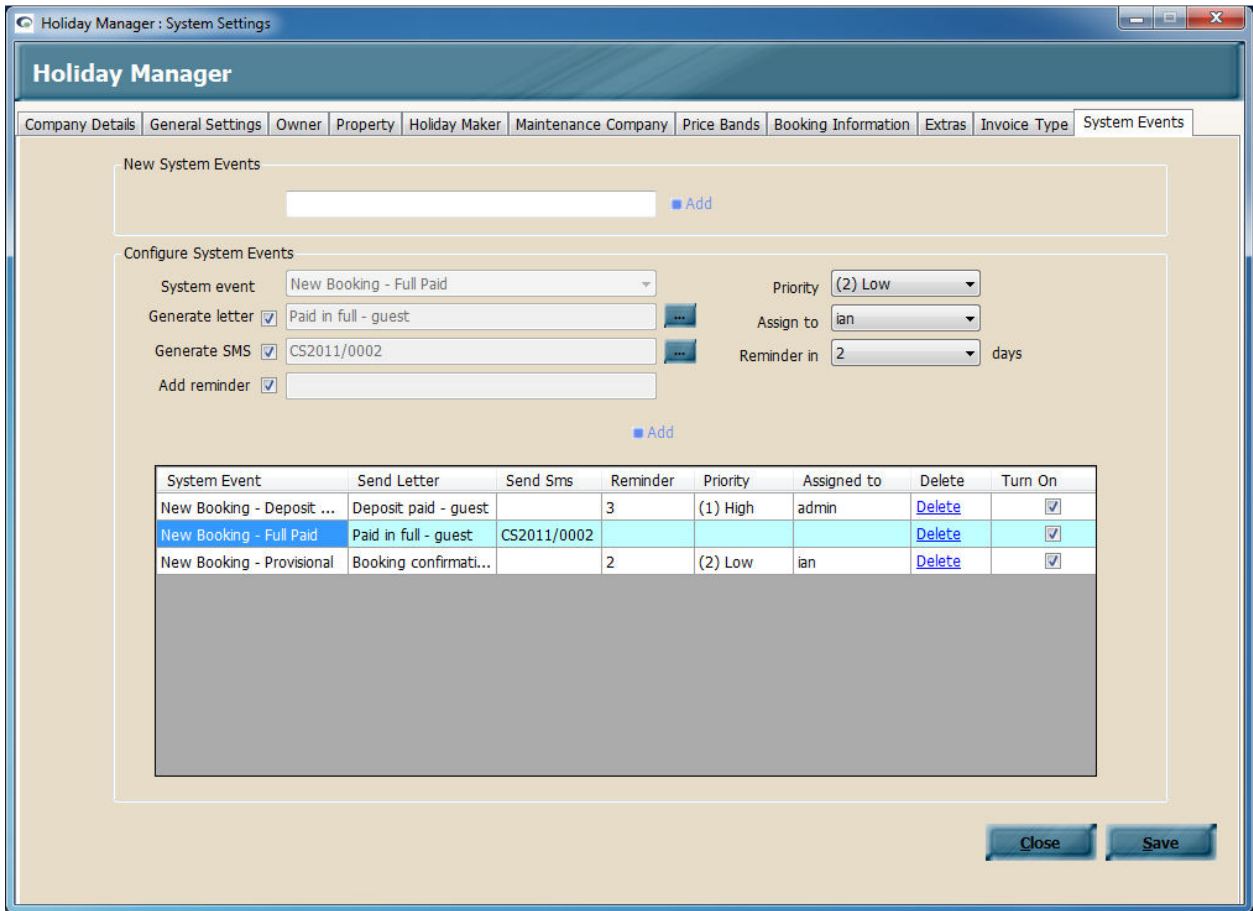 Holiday Manager : System Settings
Holiday Manager
Company Details General Settings Owner Property Holiday Maker Maintenance Company Price Bands Booking Information Extras Invoice Type System Events
New System Events
Add
Configure System Events
System event New Booking - Full Paid Priority (2) Low
Generate letter Paid in full - guest ... Assign to ian
Generate SMS CS2011/0002 ... Reminder in 2 days
Add reminder
Add
System Event Send Letter Send Sms Reminder Priority Assigned to Delete Turn On
New Booking - Deposit ... Deposit paid - guest 3 (1) High admin Delete
New Booking - Full Paid Paid in full - guest CS2011/0002 Delete
New Booking - Provisional Booking confirmati... 2 (2) Low ian Delete
Close Save